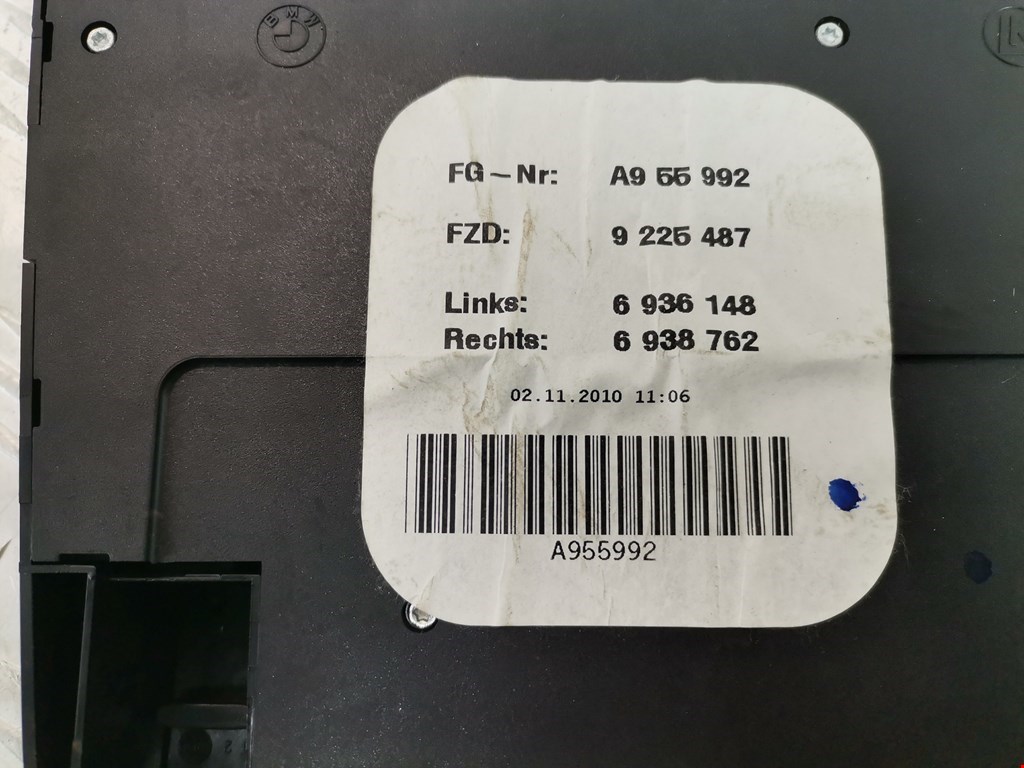 BMW
FG-Nr: A9 55 992
FZD: 9 225 487
Links: 6 936 148
Rechts: 6 938 762
02.11.2010 11:06
A955992